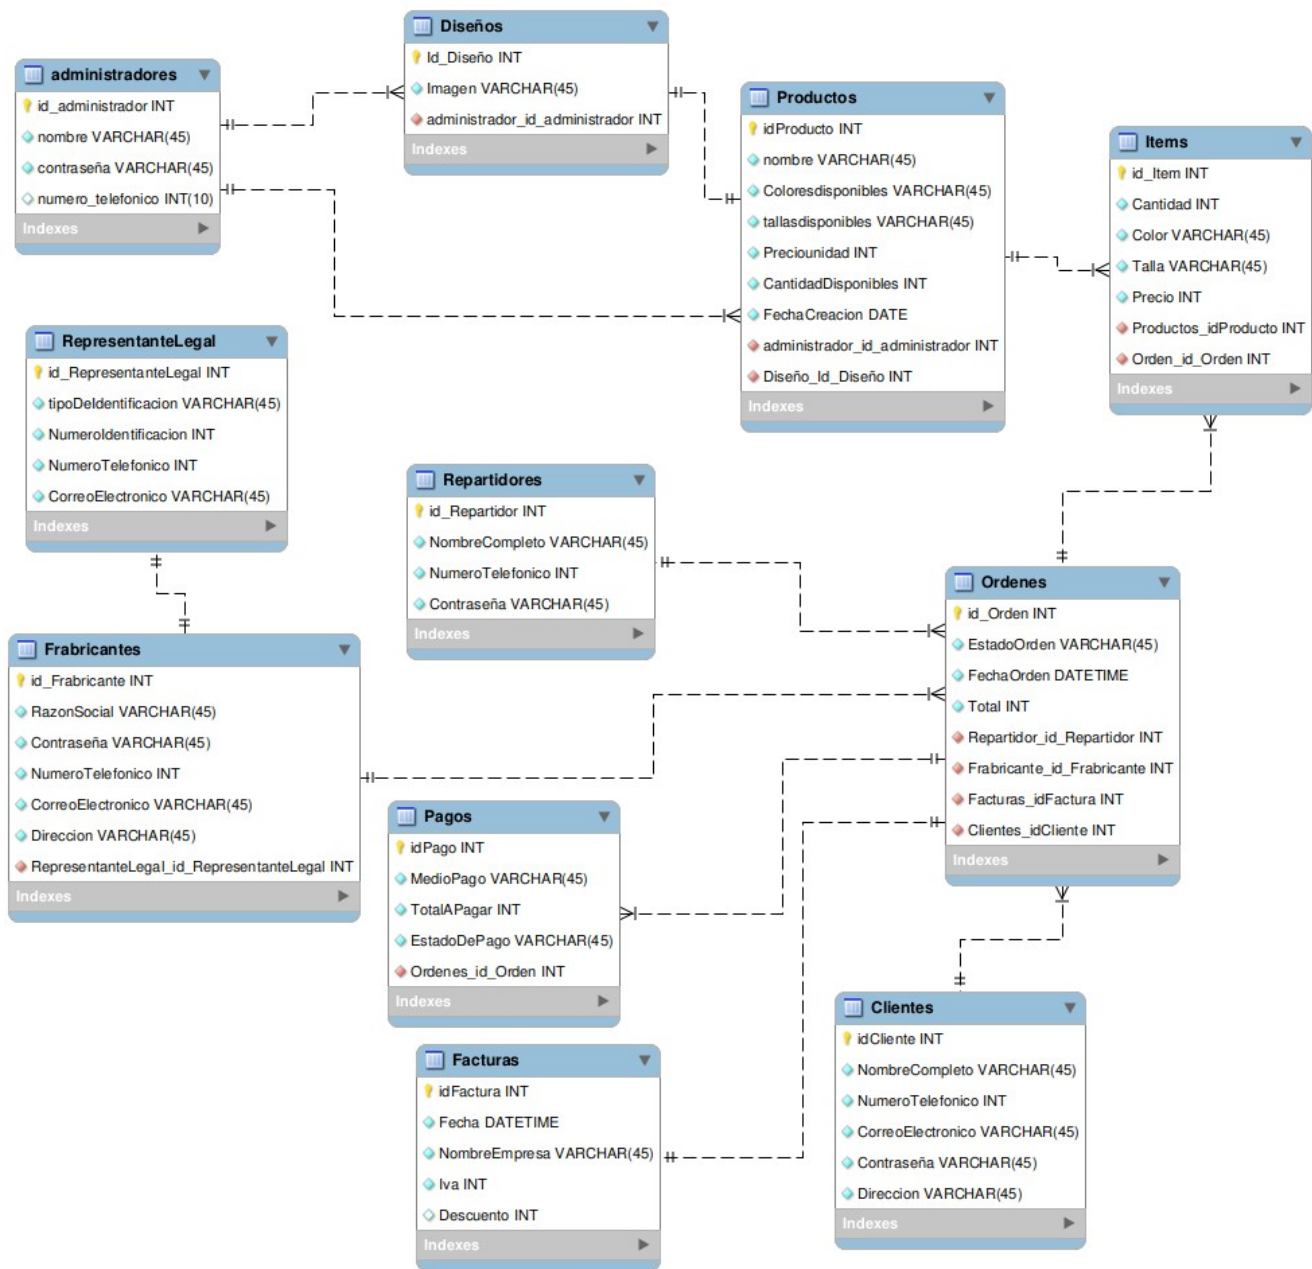 administradores
id_administrador INT
nombre VARCHAR(45)
contraseña VARCHAR(45)
numero_telefonico INT(10)
Indexes
Diseños
Id_Diseño INT
Imagen VARCHAR(45)
administrador_id_administrador INT
Indexes
Productos
idProducto INT
nombre VARCHAR(45)
Coloresdisponibles VARCHAR(45)
tallasdisponibles VARCHAR(45)
Preciounidad INT
CantidadDisponibles INT
FechaCreacion DATE
administrador_id_administrador INT
Diseño_Id_Diseño INT
Indexes
Items
id_Item INT
Cantidad INT
Color VARCHAR(45)
Talla VARCHAR(45)
Precio INT
Productos_idProducto INT
Orden_id_Orden INT
Indexes
RepresentanteLegal
id_RepresentanteLegal INT
tipoDeIdentificacion VARCHAR(45)
NumeroIdentificacion INT
NumeroTelefonico INT
CorreoElectronico VARCHAR(45)
Indexes
Repartidores
id_Repartidor INT
NombreCompleto VARCHAR(45)
NumeroTelefonico INT
Contraseña VARCHAR(45)
Indexes
Ordenes
id_Orden INT
EstadoOrden VARCHAR(45)
FechaOrden DATETIME
Total INT
Repartidor_id_Repartidor INT
Frabricante_id_Frabricante INT
Facturas_idFactura INT
Clientes_idCliente INT
Indexes
Frabricantes
id_Frabricante INT
RazonSocial VARCHAR(45)
Contraseña VARCHAR(45)
NumeroTelefonico INT
CorreoElectronico VARCHAR(45)
Direccion VARCHAR(45)
RepresentanteLegal_id_RepresentanteLegal INT
Indexes
Pagos
idPago INT
MedioPago VARCHAR(45)
TotalAPagar INT
EstadoDePago VARCHAR(45)
Ordenes_id_Orden INT
Indexes
Clientes
idCliente INT
NombreCompleto VARCHAR(45)
NumeroTelefonico INT
CorreoElectronico VARCHAR(45)
Contraseña VARCHAR(45)
Direccion VARCHAR(45)
Indexes
Facturas
idFactura INT
Fecha DATETIME
NombreEmpresa VARCHAR(45)
Iva INT
Descuento INT
Indexes